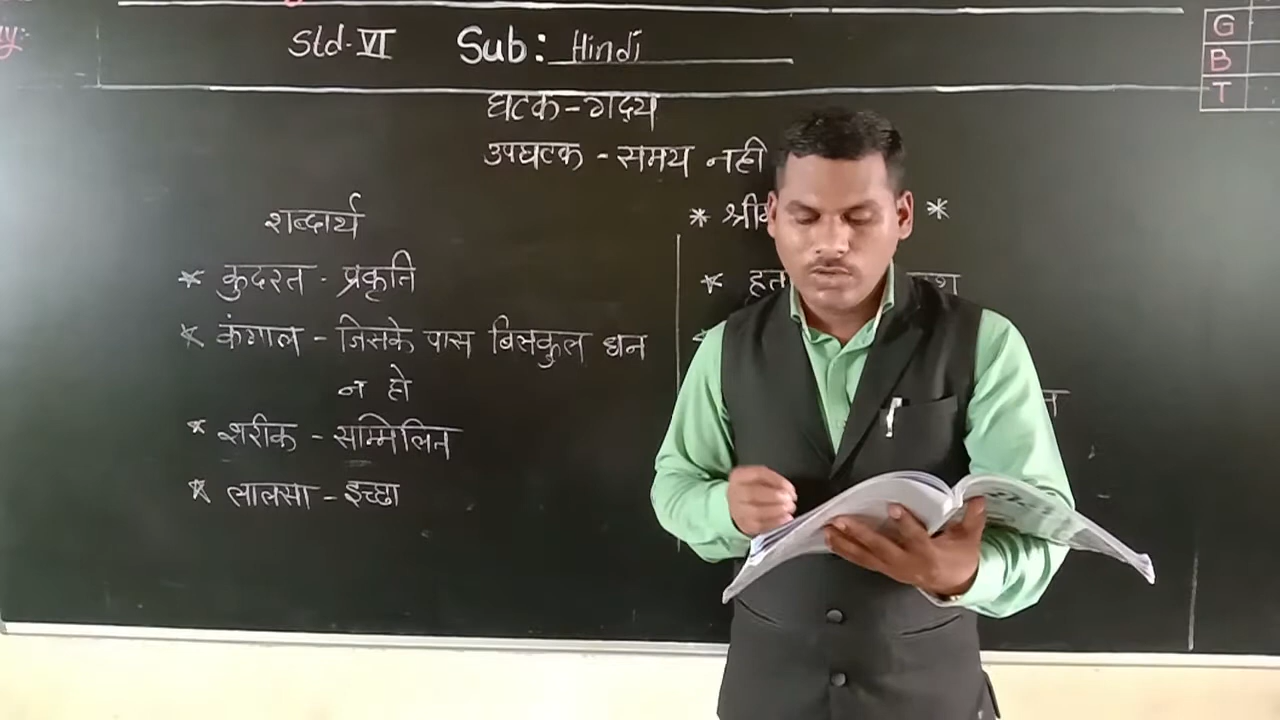 Std-VI Sub: Hindi
G
B
T
घटक-गद्य
उपघटक - समय नही
शब्दार्थ
* कुदरत - प्रकृति
* कंगाल - जिसके पास बिलकुल धन
न हो
* शरीक - सम्मिलित
* लालसा - इच्छा
* *
*